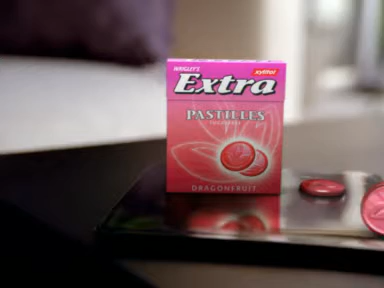 WRIGLEY'S
xylitol
Extra
PASTILLES
DRAGONFRUIT